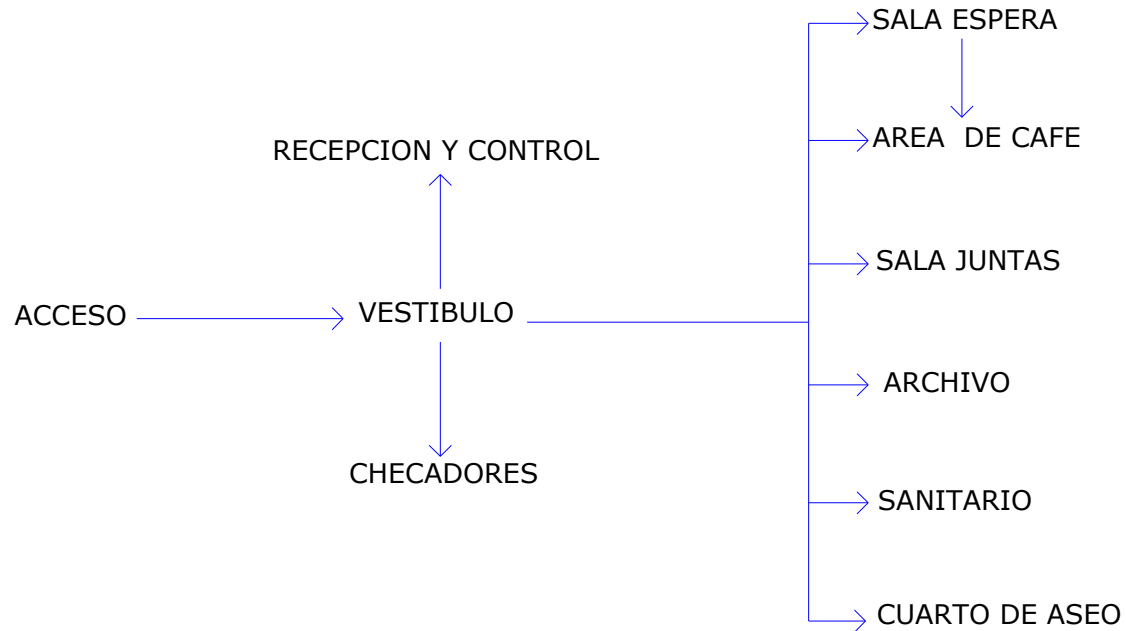 SALA ESPERA
AREA DE CAFE
RECEPCION Y CONTROL
SALA JUNTAS
ACCESO
VESTIBULO
ARCHIVO
CHECADORES
SANITARIO
CUARTO DE ASEO